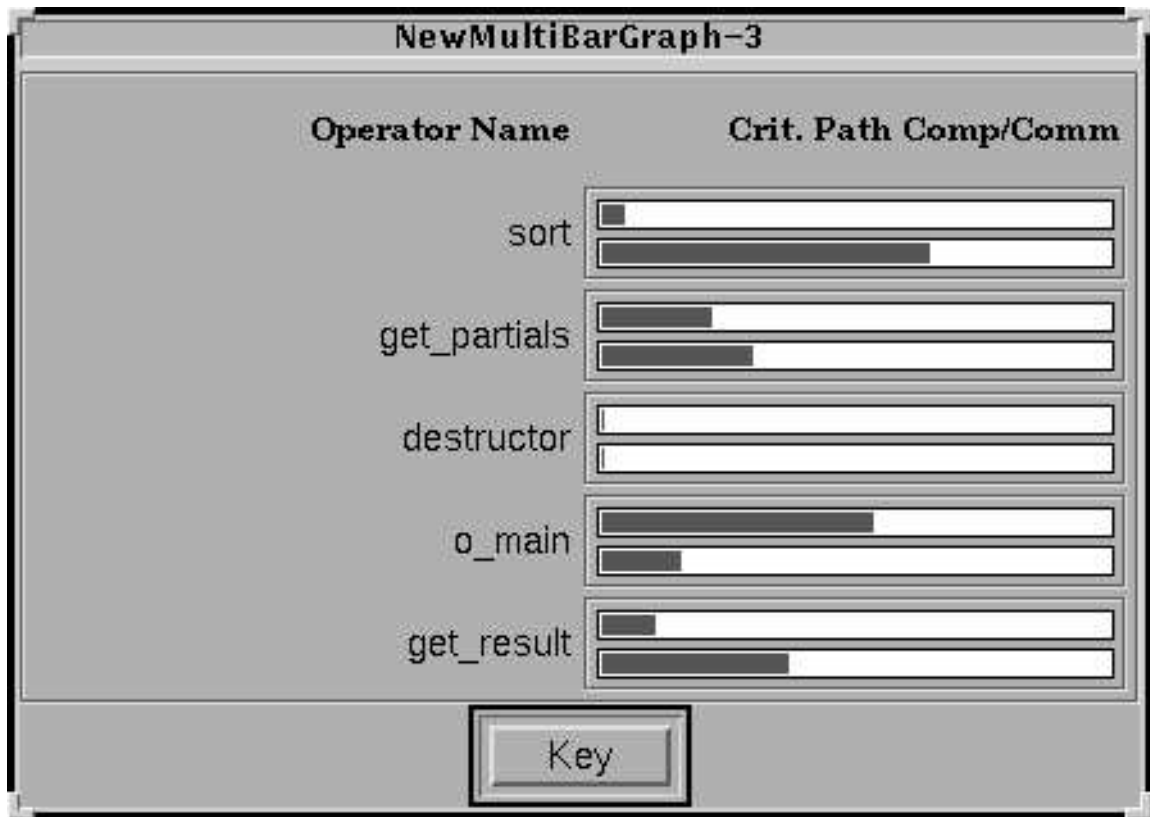 NewMultiBarGraph-3
Operator Name Crit. Path Comp/Comm
sort
get_partials
destructor
o_main
get_result
Key